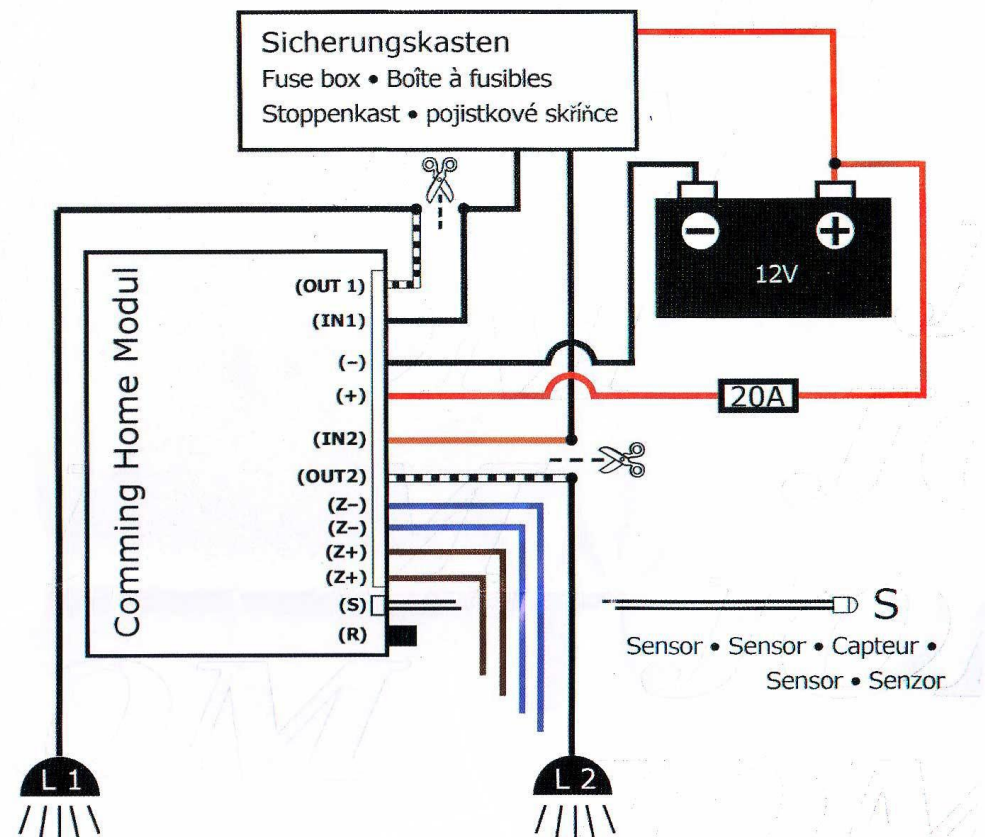 Sicherungskasten
Fuse box • Boîte à fusibles
Stoppenkast • pojistkové skříňce
12V
20A
Comming Home Modul
(OUT 1)
(IN1)
(−)
(+)
(IN2)
(OUT2)
(Z−)
(Z−)
(Z+)
(Z+)
(S)
(R)
S
Sensor • Sensor • Capteur •
Sensor • Senzor
L 1
L 2